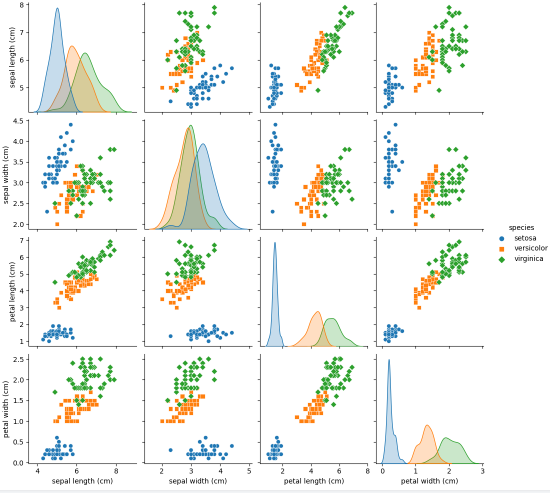 8
7
6
5
sepal length (cm)
4.5
4.0
3.5
3.0
2.5
2.0
sepal width (cm)
7
6
5
4
3
2
1
petal length (cm)
species
setosa
versicolor
virginica
2.5
2.0
1.5
1.0
0.5
0.0
petal width (cm)
4 6 8
2 3 4 5
2 4 6 8
0 1 2 3
sepal length (cm)
sepal width (cm)
petal length (cm)
petal width (cm)